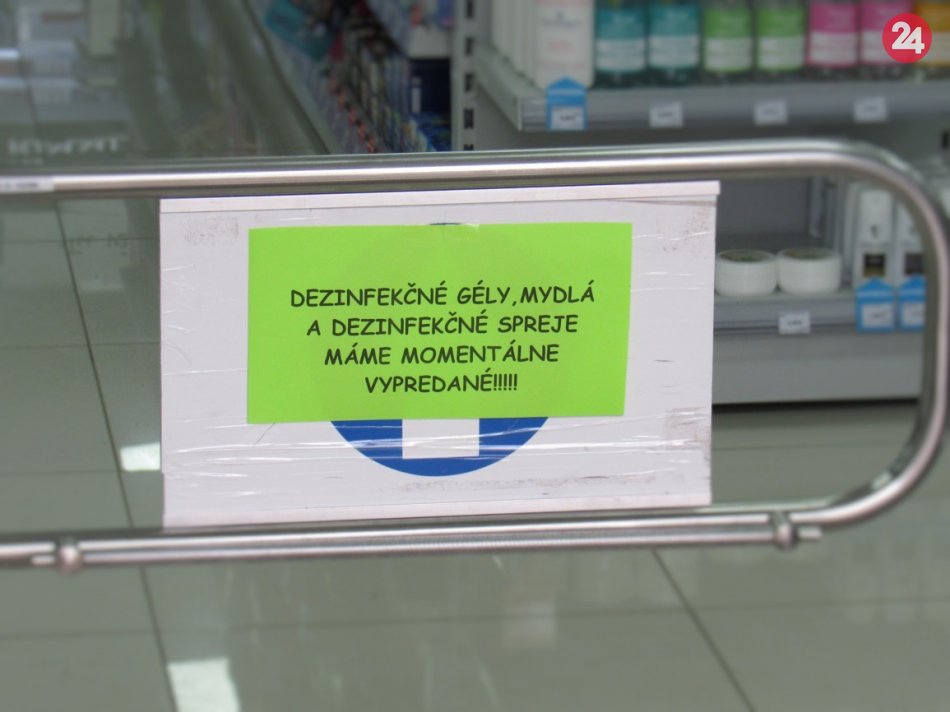 24
DEZINFEKČNÉ GÉLY,MYDLÁ
A DEZINFEKČNÉ SPREJE
MÁME MOMENTÁLNE
VYPREDANÉ!!!!!